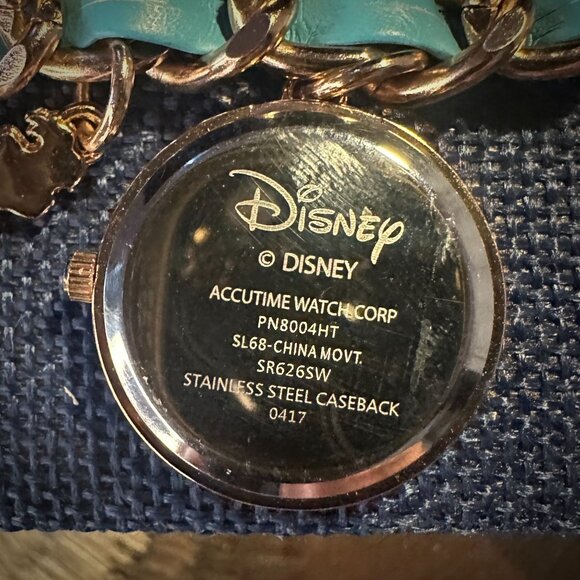 Disney
© DISNEY
ACCUTIME WATCH CORP
PN8004HT
SL68-CHINA MOVT.
SR626SW
STAINLESS STEEL CASEBACK
0417